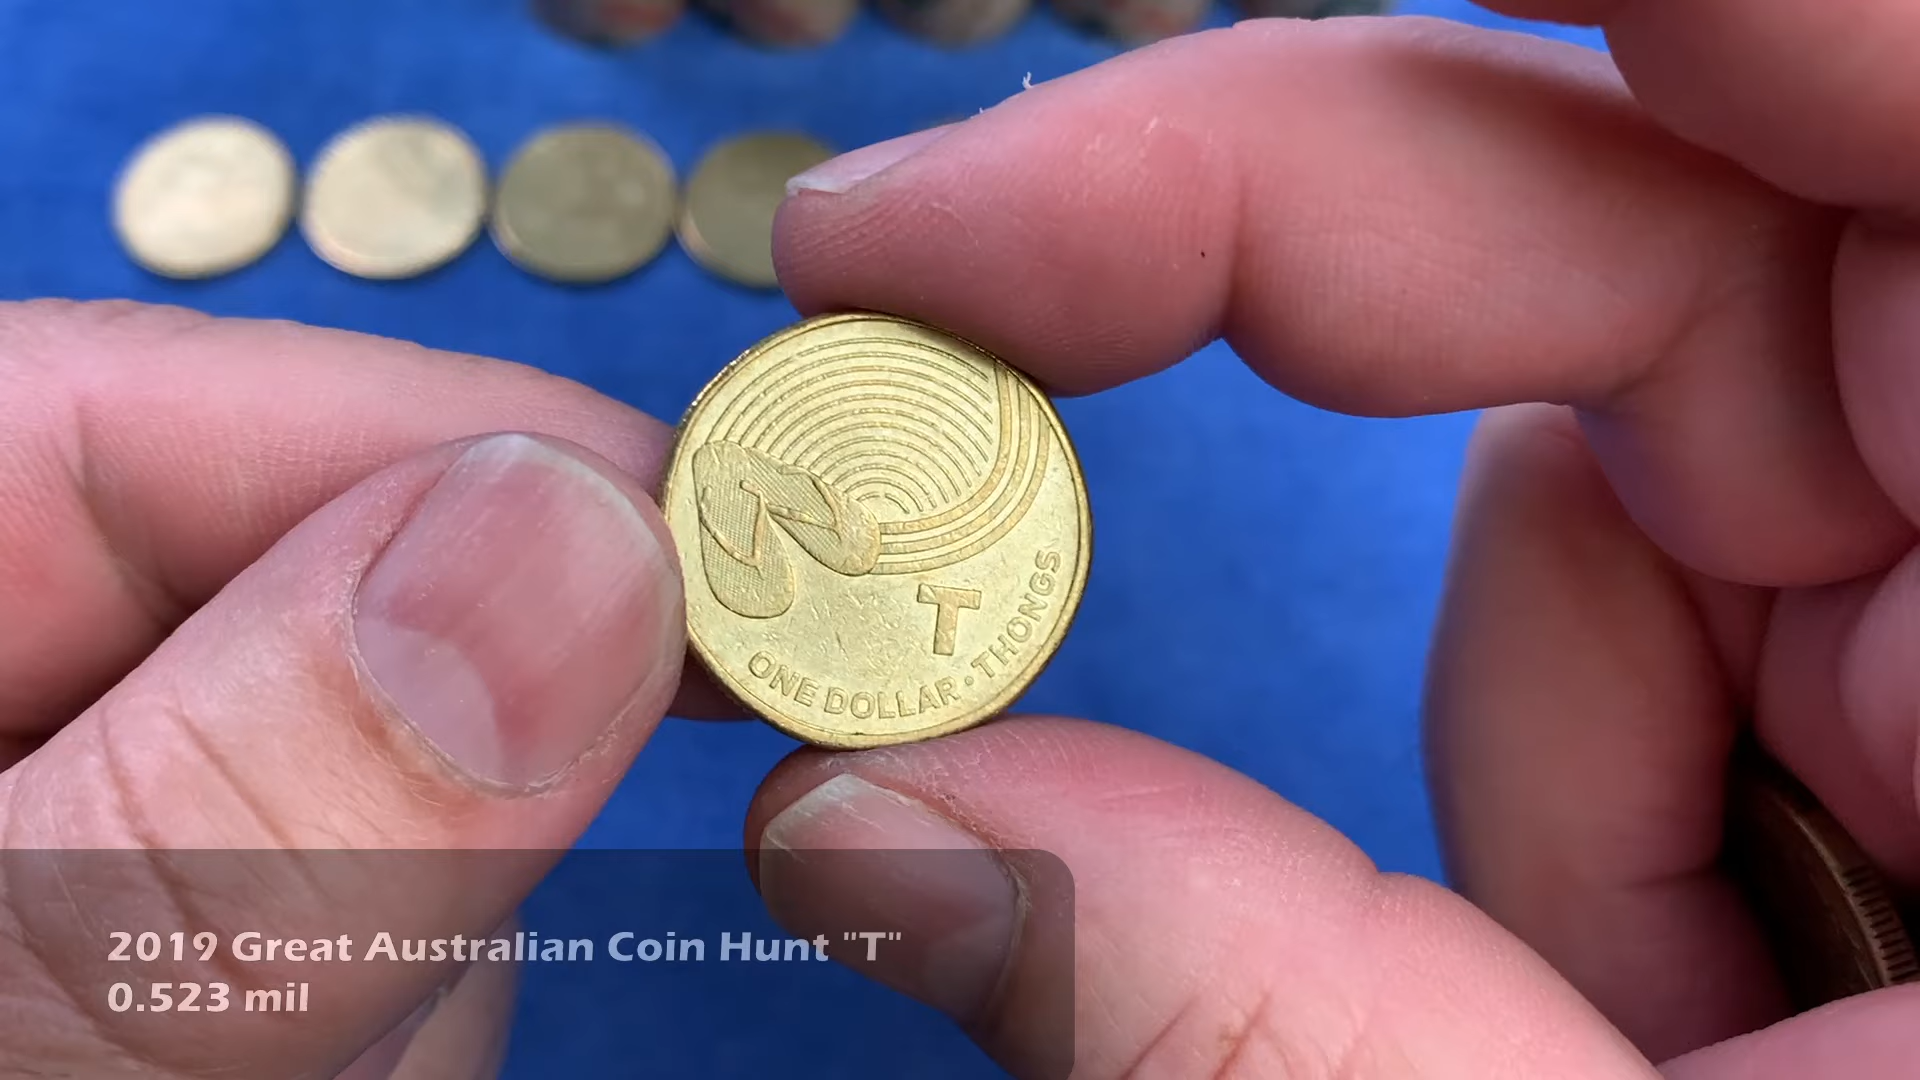 T
ONE DOLLAR • THONGS
2019 Great Australian Coin Hunt "T"
0.523 mil